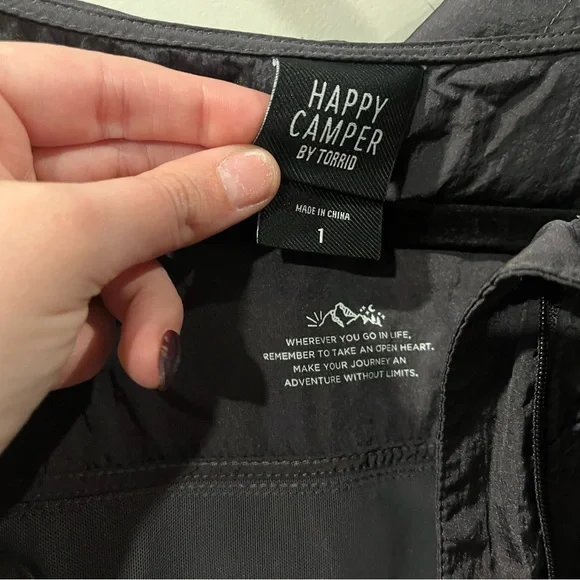 HAPPY
CAMPER
BY TORRID
MADE IN CHINA
1
WHEREVER YOU GO IN LIFE,
REMEMBER TO TAKE AN OPEN HEART.
MAKE YOUR JOURNEY AN
ADVENTURE WITHOUT LIMITS.